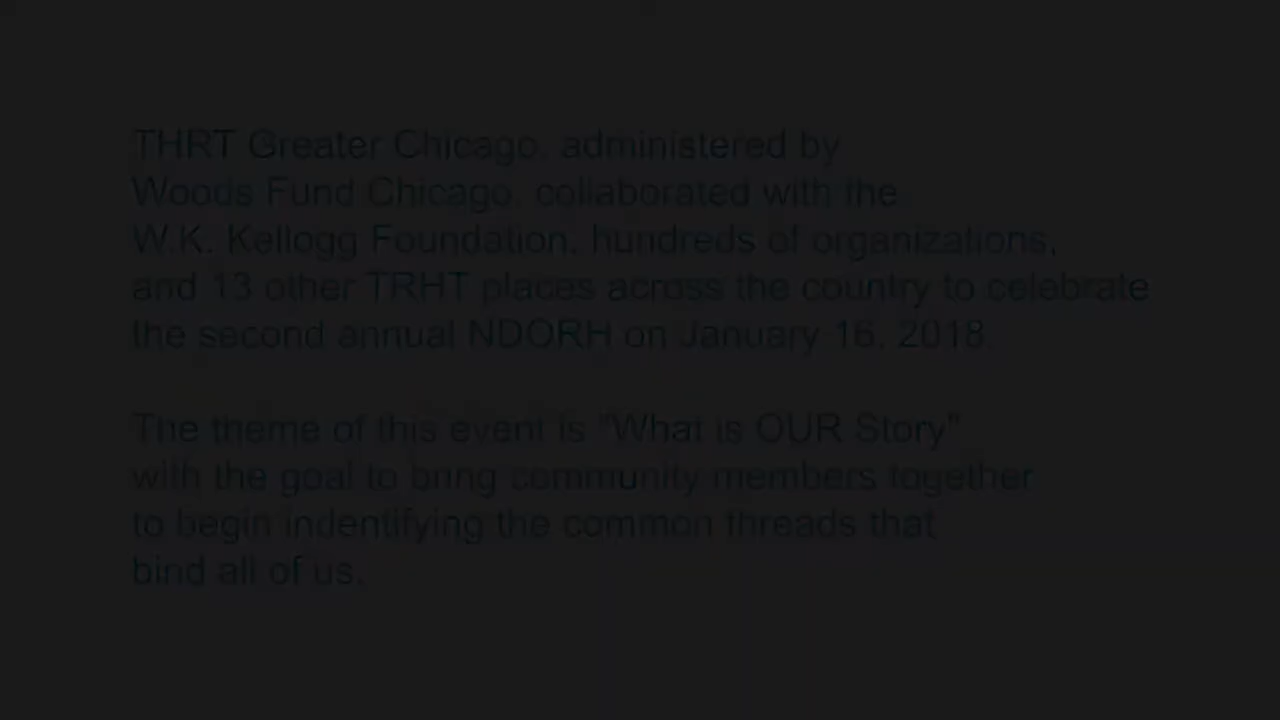 THRT Greater Chicago, administered by
Woods Fund Chicago, collaborated with the
W.K. Kellogg Foundation, hundreds of organizations,
and 13 other TRHT places across the country to celebrate
the second annual NDORH on January 16, 2018.

The theme of this event is "What is OUR Story"
with the goal to bring community members together
to begin indentifying the common threads that
bind all of us.